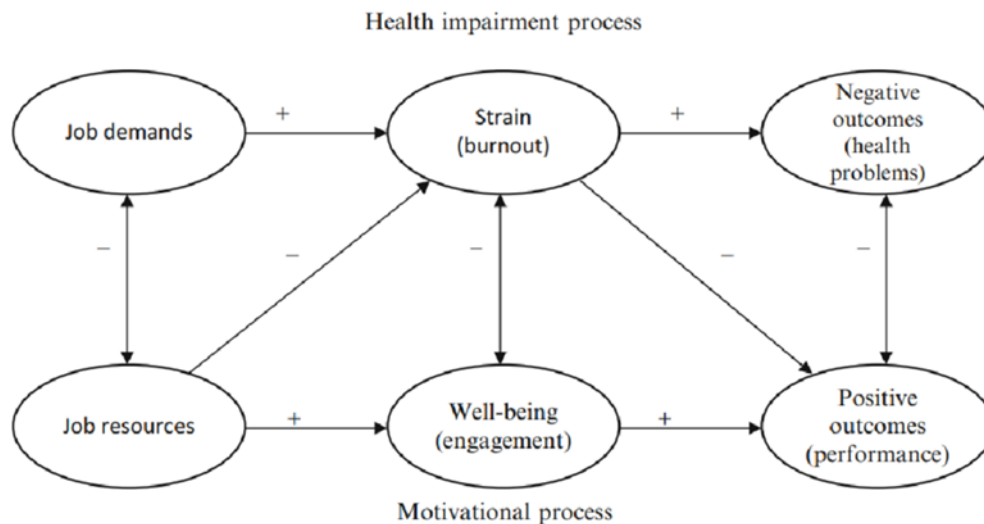 Health impairment process
Job demands
+
Strain
(burnout)
+
Negative
outcomes
(health
problems)
–
–
–
–
–
Job resources
+
Well-being
(engagement)
+
Positive
outcomes
(performance)
Motivational process